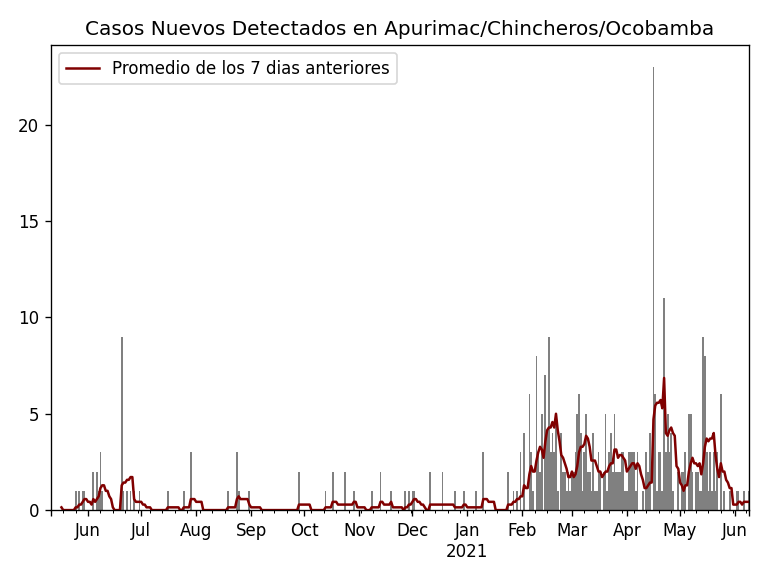 Casos Nuevos Detectados en Apurimac/Chincheros/Ocobamba
Promedio de los 7 dias anteriores
20
15
10
5
0
Jun Jul Aug Sep Oct Nov Dec Jan Feb Mar Apr May Jun
2021